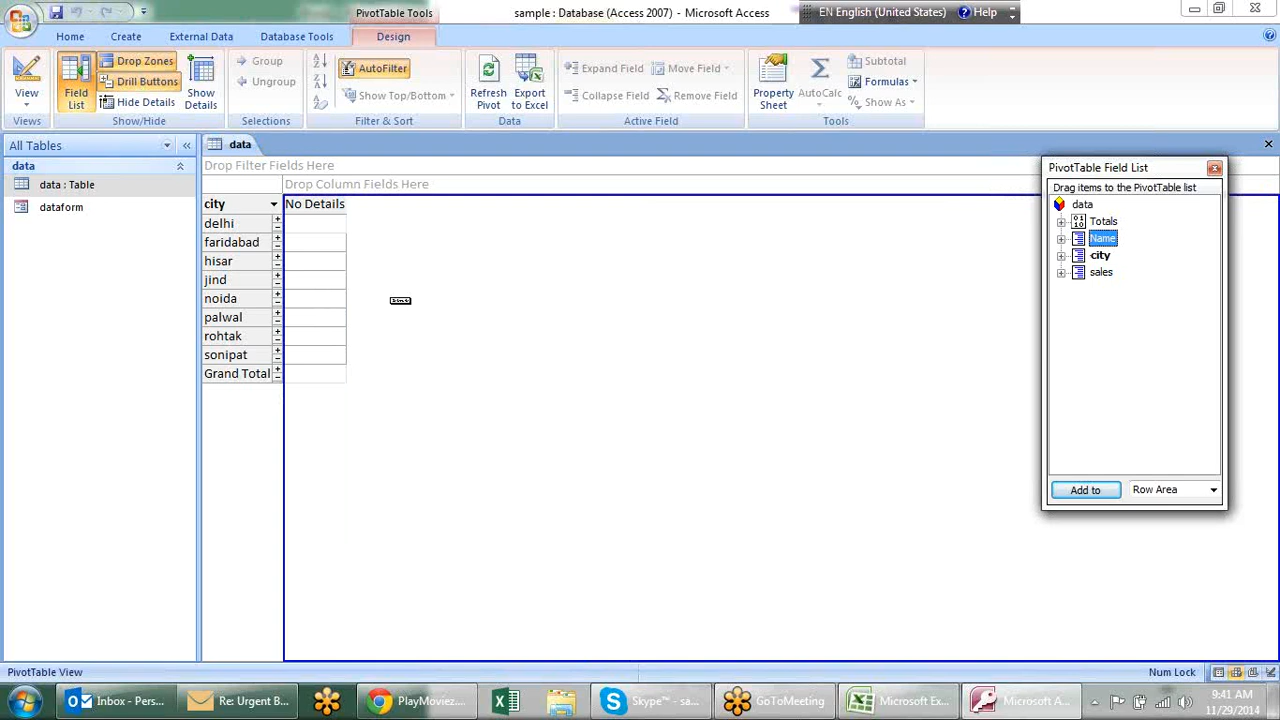 PivotTable Tools
sample : Database (Access 2007) - Microsoft Access
EN English (United States)
Help
Home
Create
External Data
Database Tools
Design
View
Field List
Drop Zones
Drill Buttons
Hide Details
Show Details
Group
Ungroup
AutoFilter
Show Top/Bottom
Refresh Pivot
Export to Excel
Expand Field
Collapse Field
Move Field
Remove Field
Property Sheet
AutoCalc
Subtotal
Formulas
Show As
Views
Show/Hide
Selections
Filter & Sort
Data
Active Field
Tools
All Tables
data
data : Table
dataform
data
Drop Filter Fields Here
Drop Column Fields Here
city
No Details
delhi
faridabad
hisar
jind
noida
palwal
rohtak
sonipat
Grand Total
PivotTable Field List
Drag items to the PivotTable list
data
Totals
Name
city
sales
Add to
Row Area
PivotTable View
Num Lock
Inbox - Pers...
Re: Urgent B...
PlayMoviez....
Skype™ - sa...
GoToMeeting
Microsoft Ex...
Microsoft A...
9:41 AM
11/29/2014